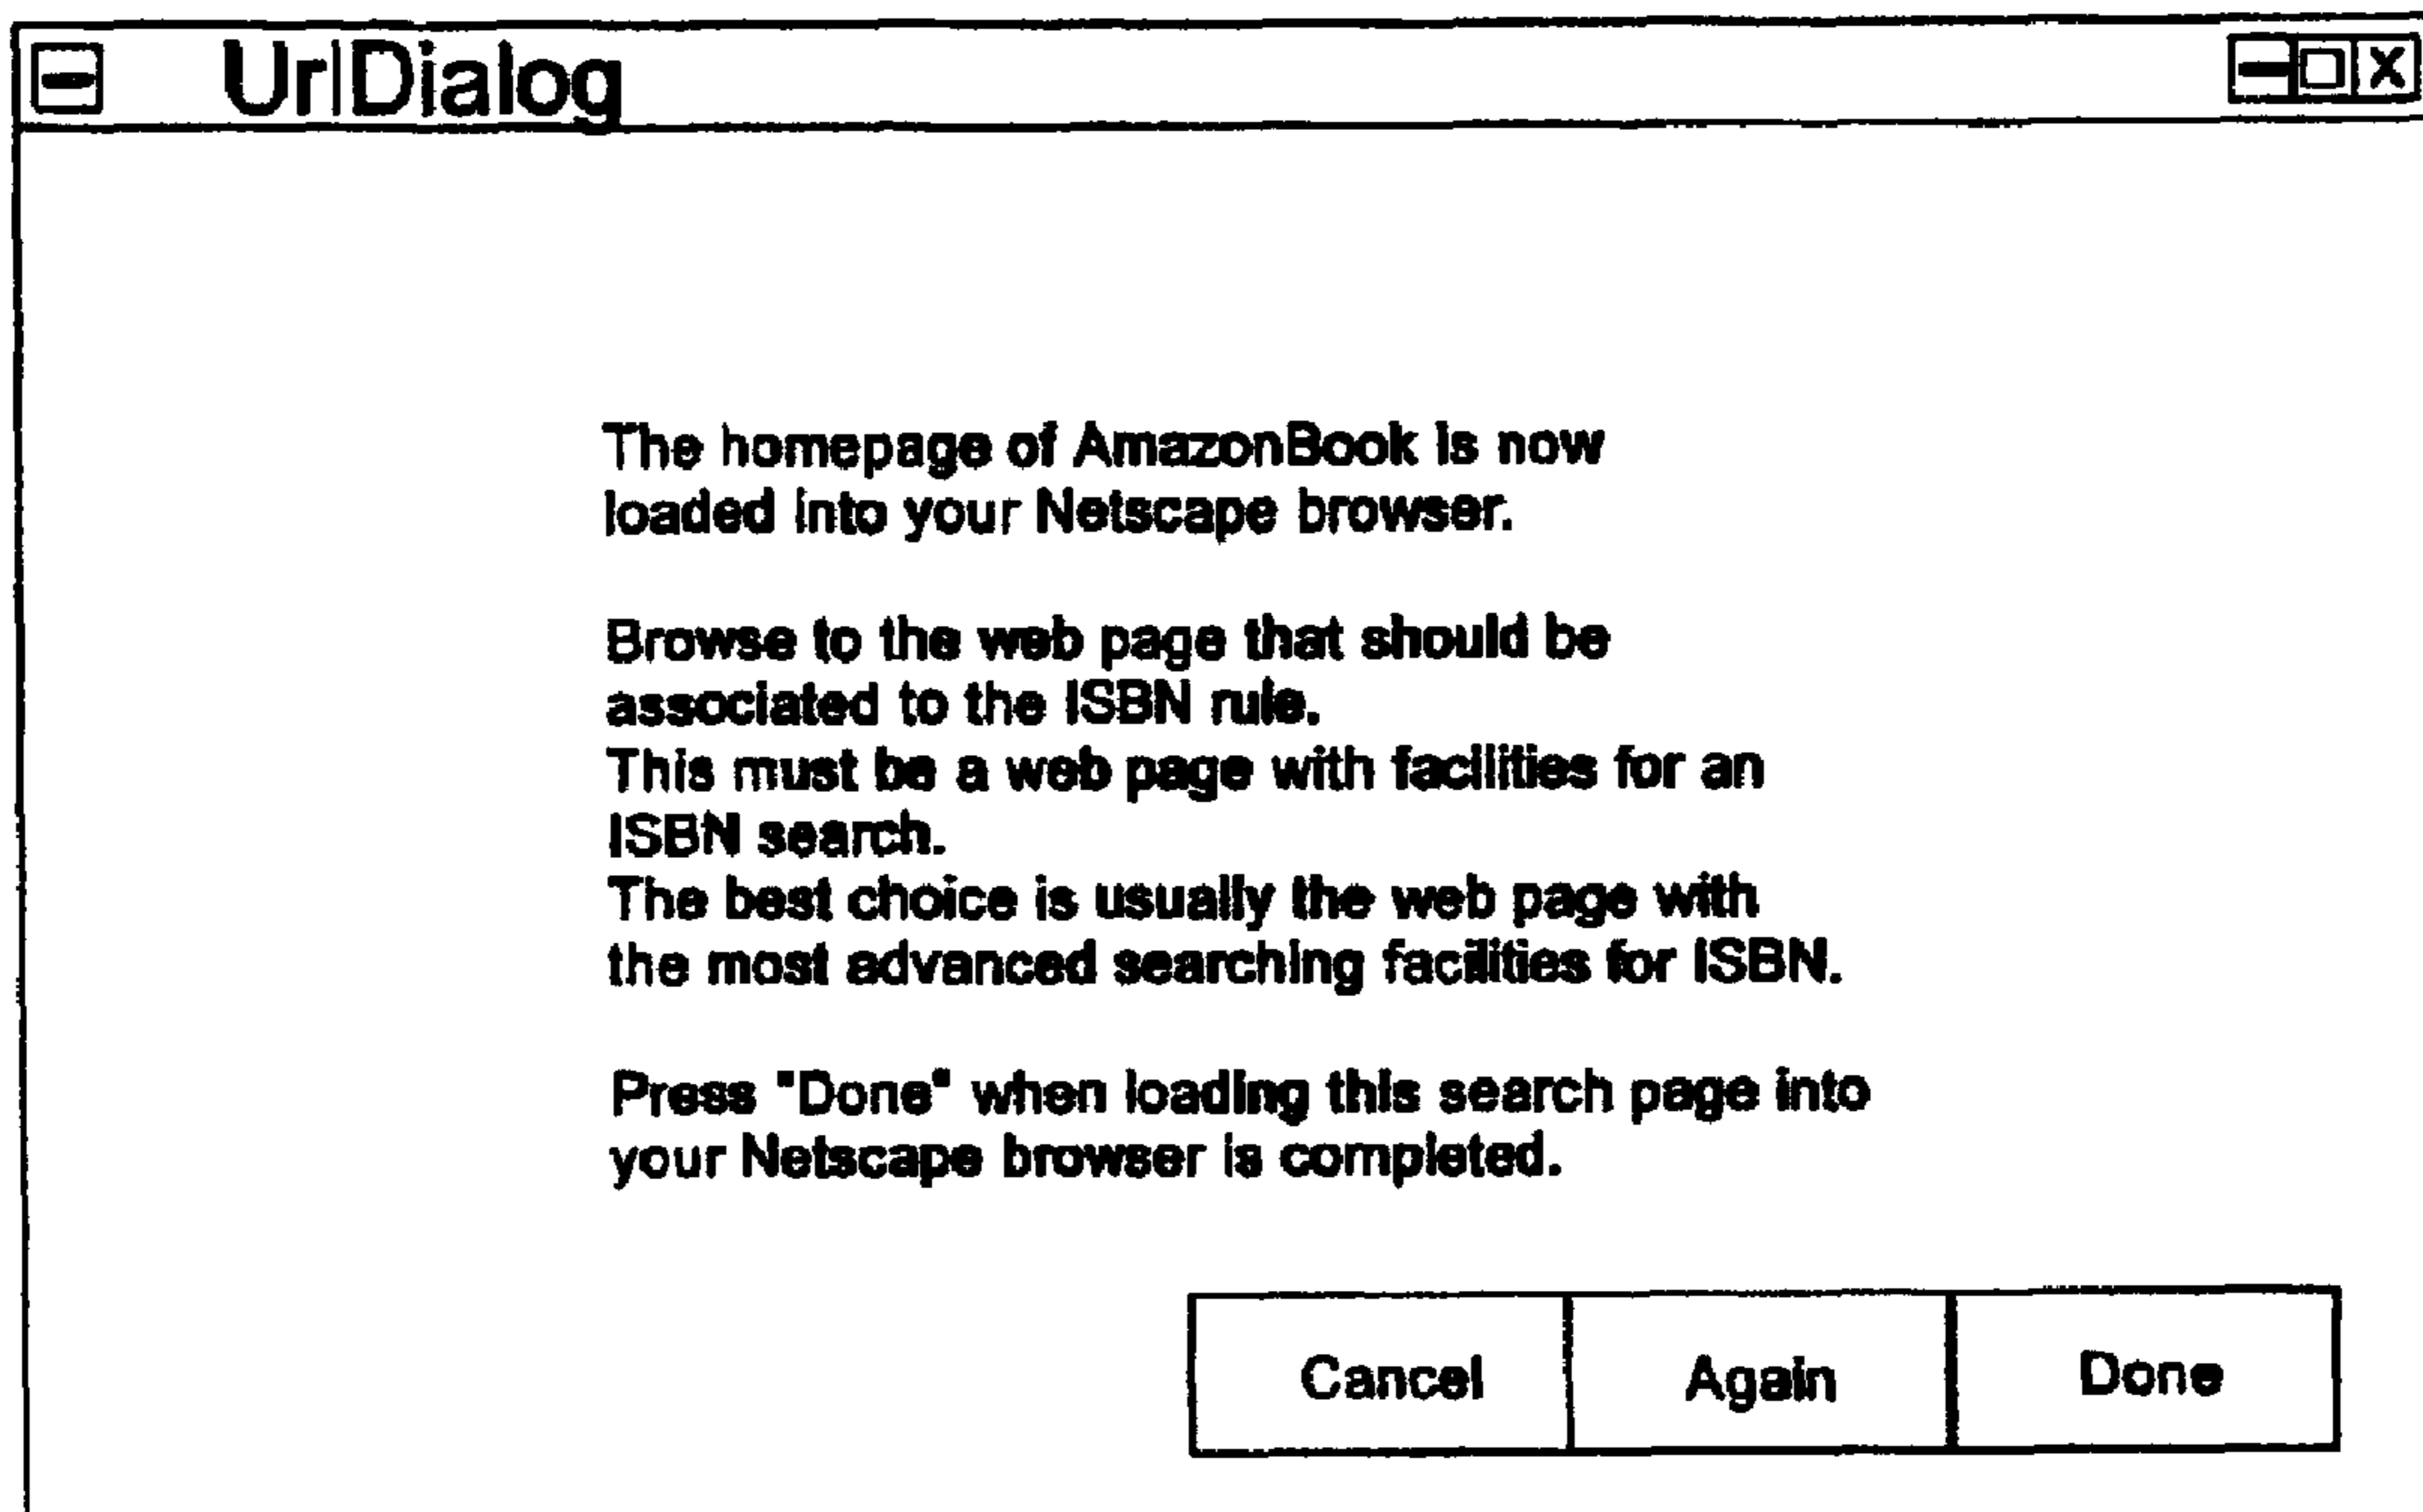 UrlDialog
The homepage of AmazonBook is now
loaded into your Netscape browser.
Browse to the web page that should be
associated to the ISBN rule.
This must be a web page with facilities for an
ISBN search.
The best choice is usually the web page with
the most advanced searching facilities for ISBN.
Press "Done" when loading this search page into
your Netscape browser is completed.
Cancel Again Done